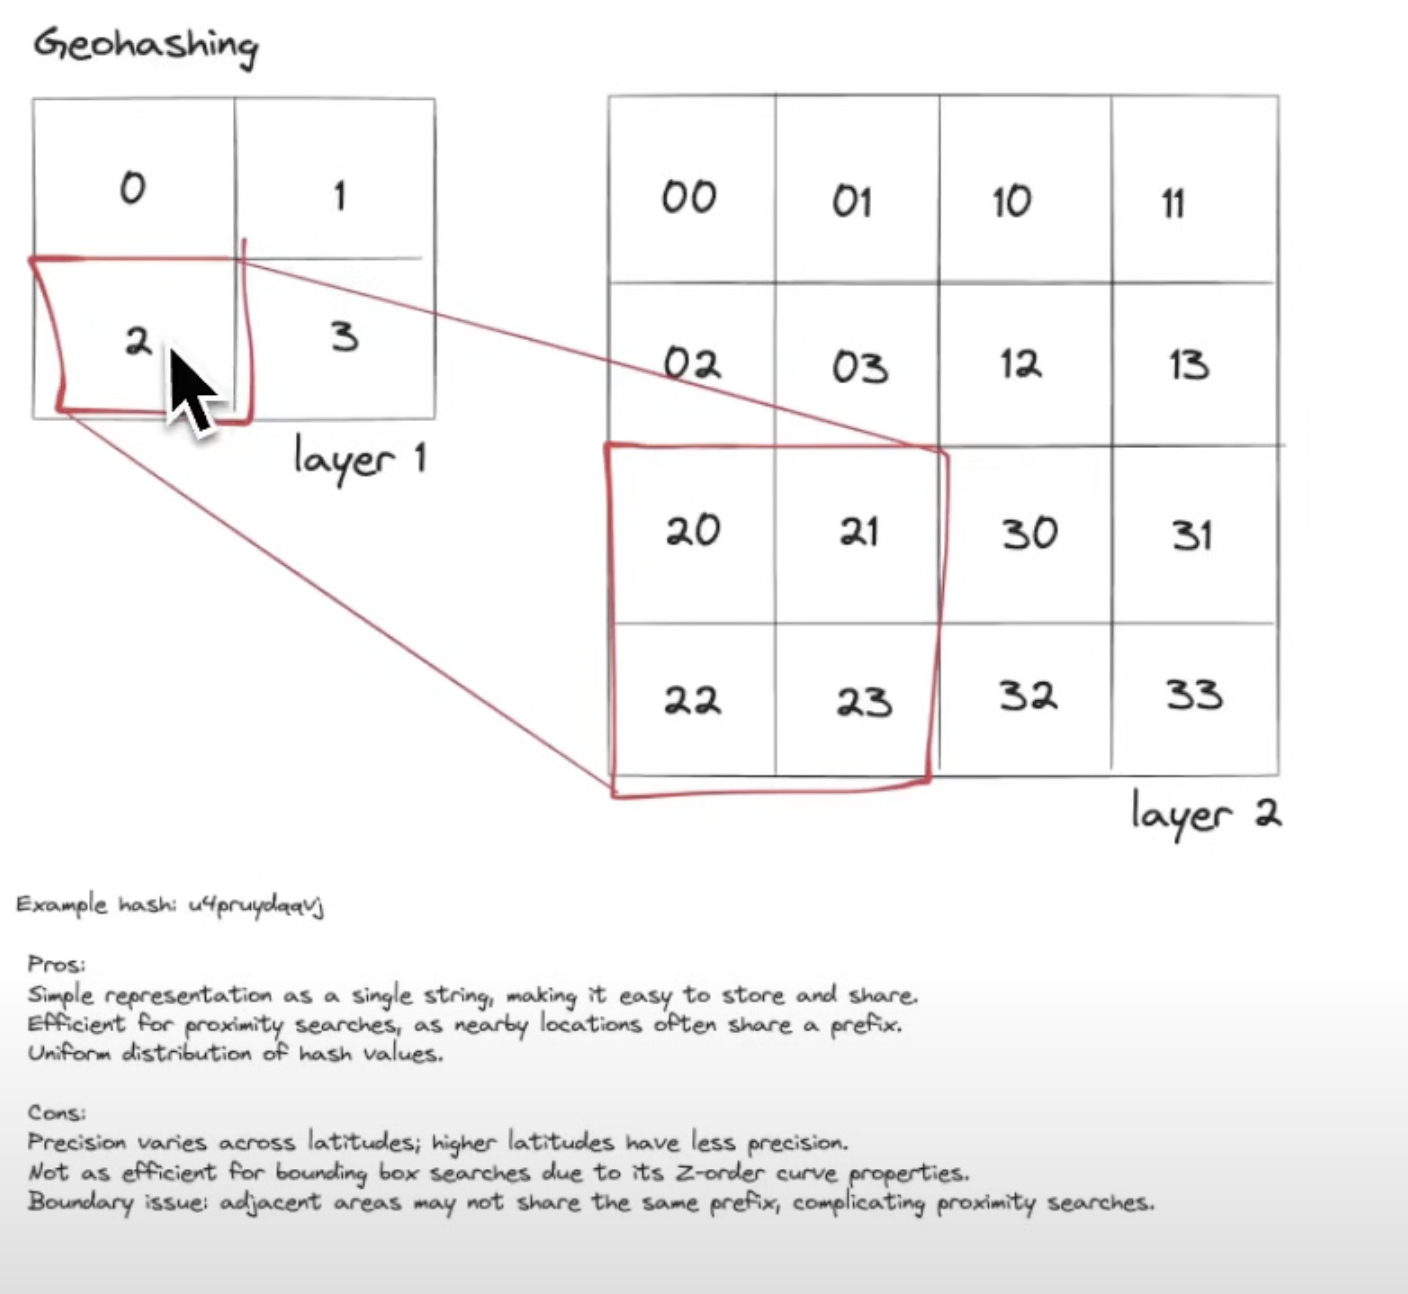 Geohashing
0 1
2 3
layer 1
00 01 10 11
02 03 12 13
20 21 30 31
22 23 32 33
layer 2
Example hash: u4pruydqqvj
Pros:
Simple representation as a single string, making it easy to store and share.
Efficient for proximity searches, as nearby locations often share a prefix.
Uniform distribution of hash values.
Cons:
Precision varies across latitudes; higher latitudes have less precision.
Not as efficient for bounding box searches due to its Z-order curve properties.
Boundary issue: adjacent areas may not share the same prefix, complicating proximity searches.